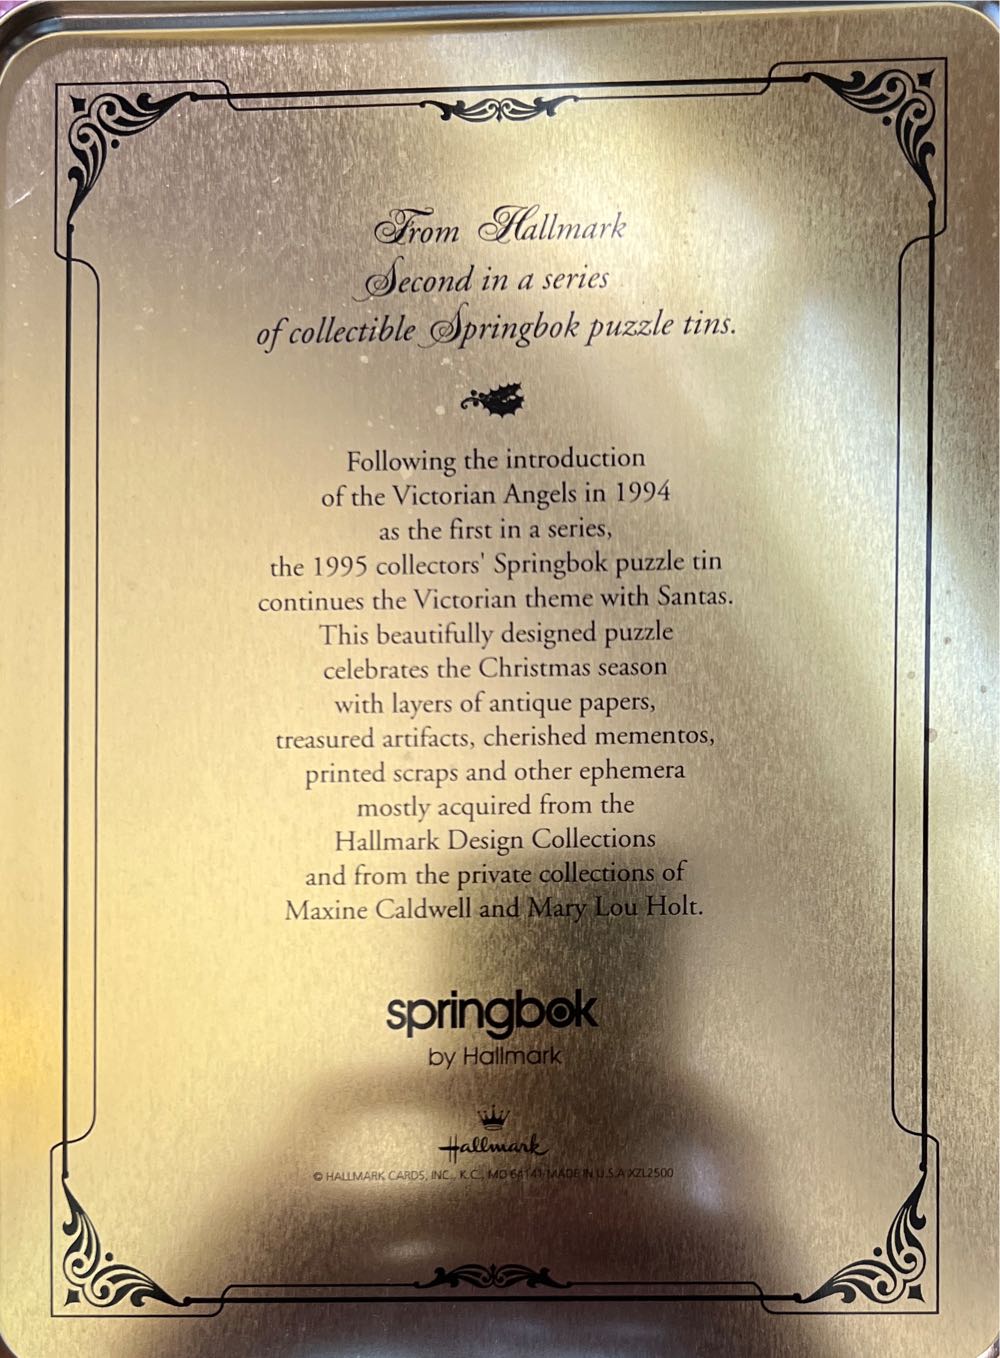 From Hallmark
Second in a series
of collectible Springbok puzzle tins.
Following the introduction
of the Victorian Angels in 1994
as the first in a series,
the 1995 collectors' Springbok puzzle tin
continues the Victorian theme with Santas.
This beautifully designed puzzle
celebrates the Christmas season
with layers of antique papers,
treasured artifacts, cherished mementos,
printed scraps and other ephemera
mostly acquired from the
Hallmark Design Collections
and from the private collections of
Maxine Caldwell and Mary Lou Holt.
springbok
by Hallmark
Hallmark
© HALLMARK CARDS, INC., K.C., MO 64141 MADE IN U.S.A XZL2500